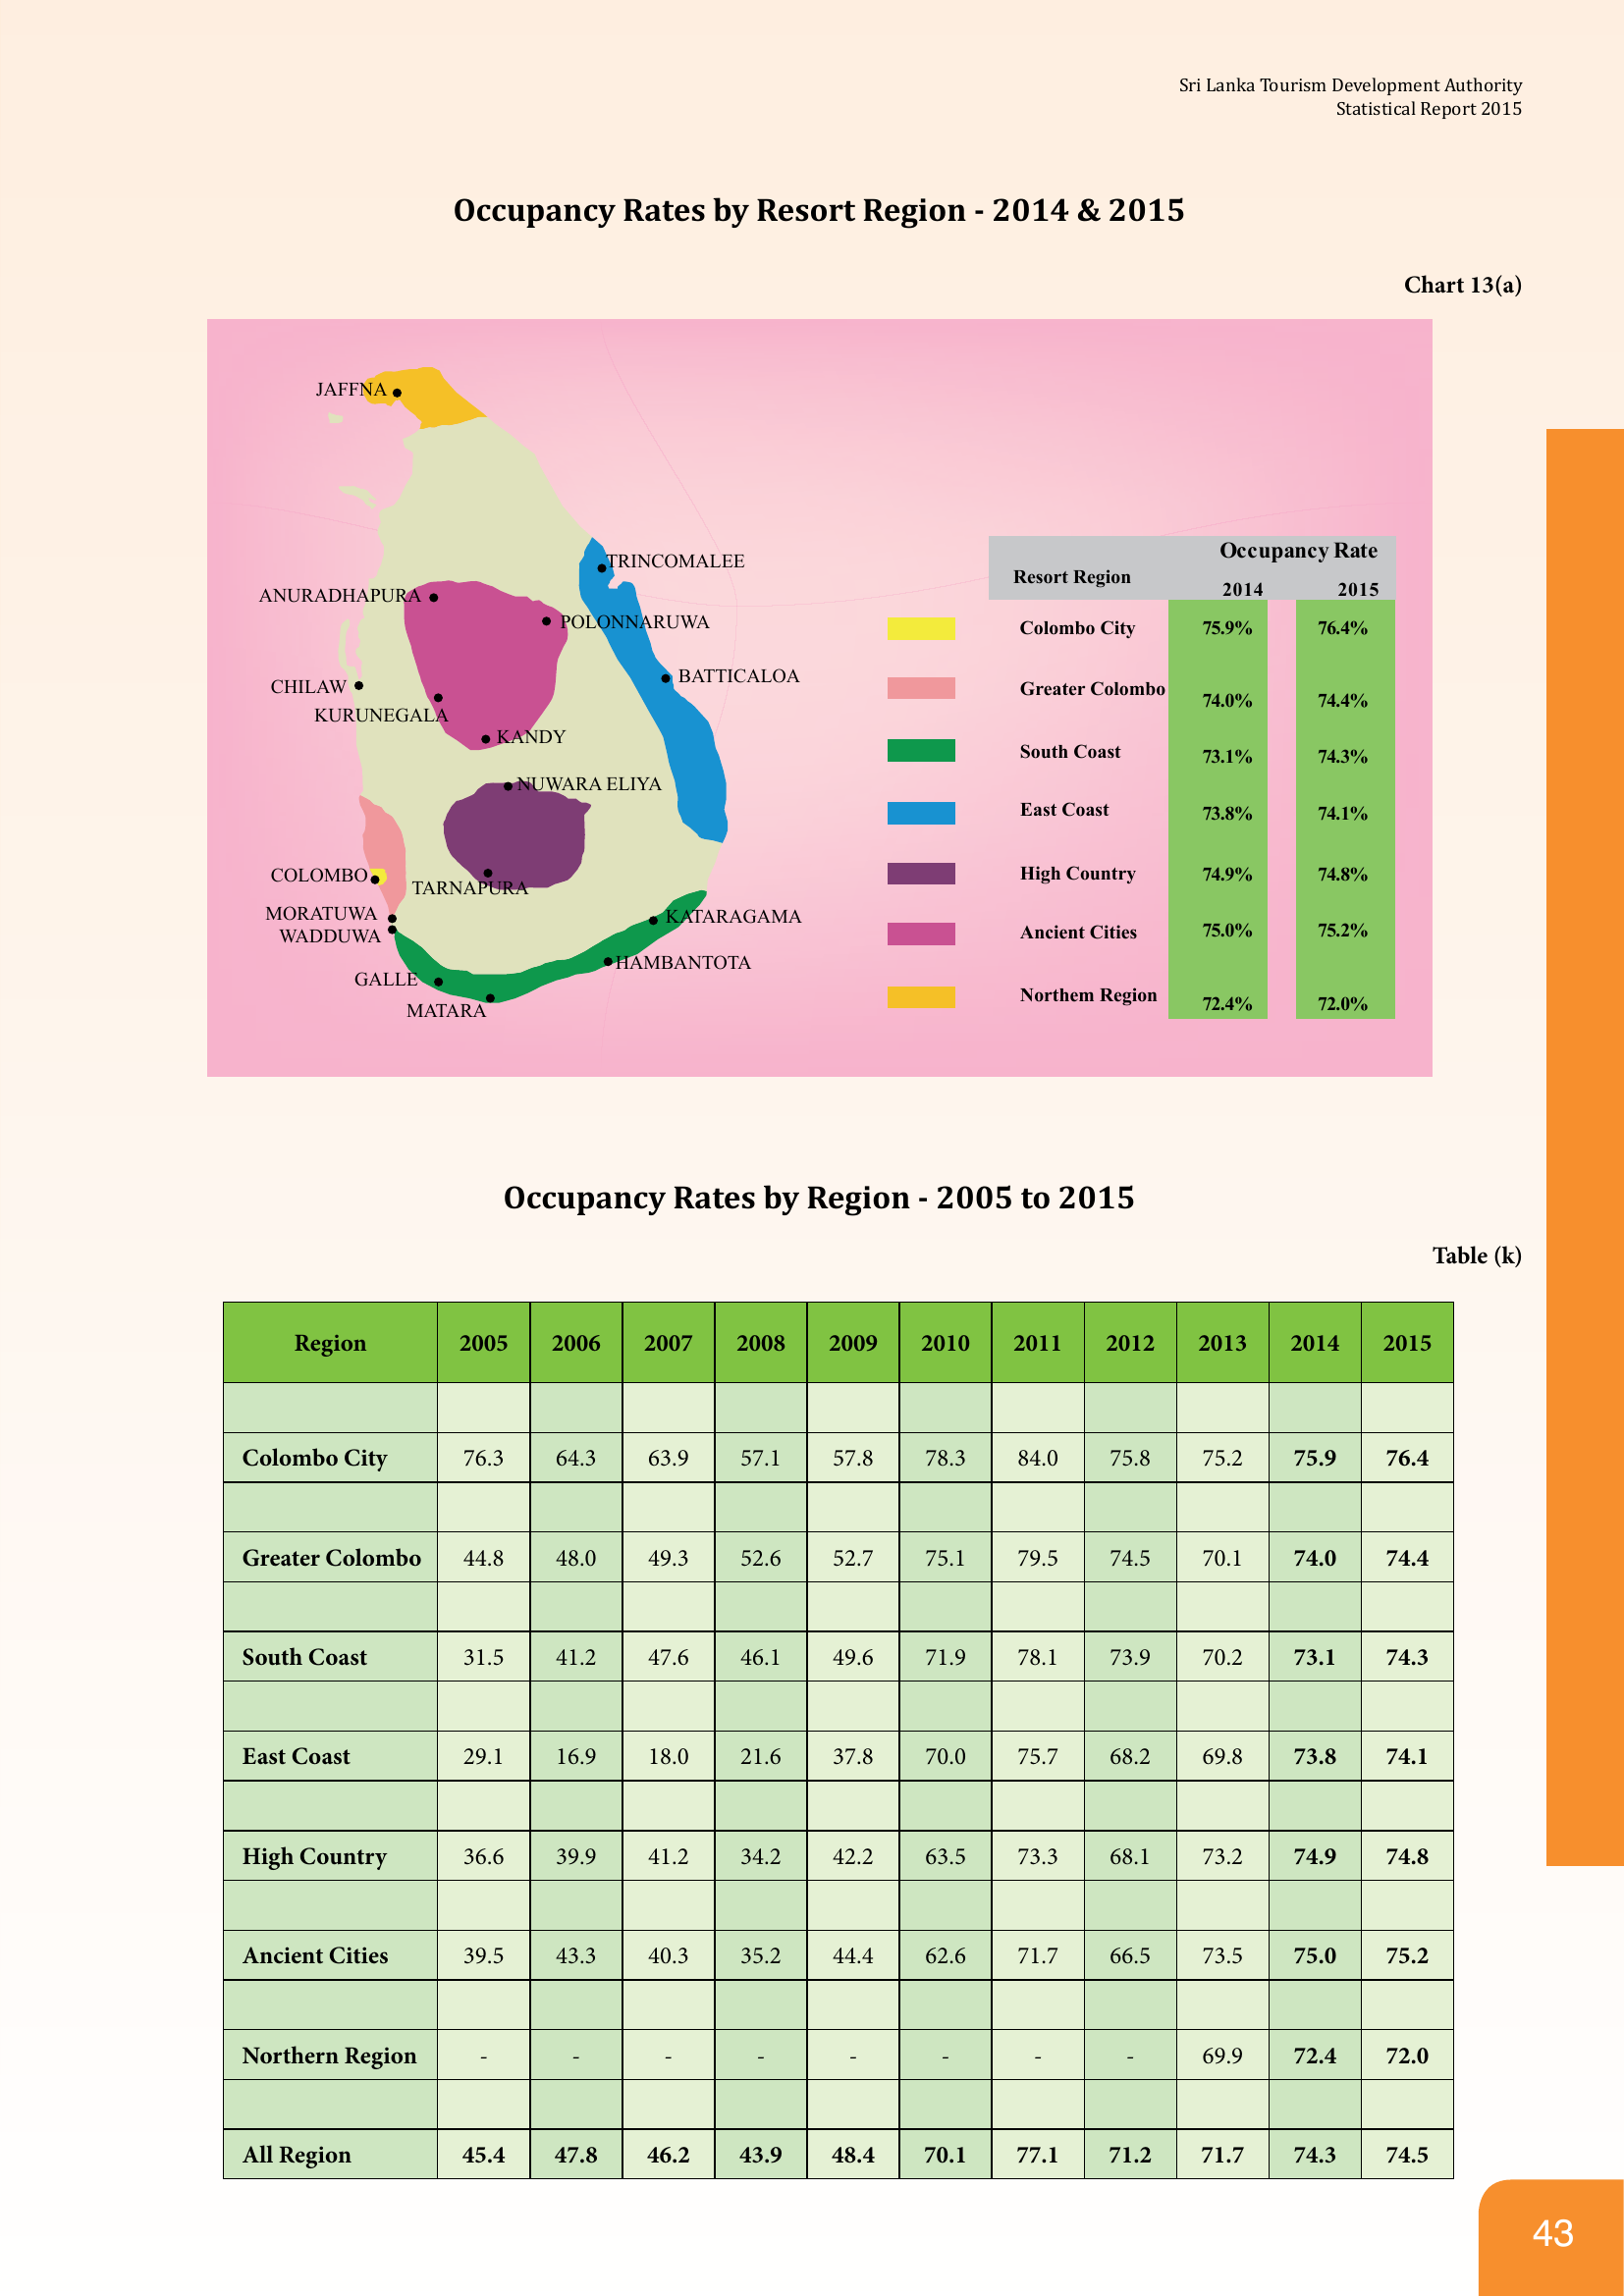 Sri Lanka Tourism Development Authority
Statistical Report 2015
Occupancy Rates by Resort Region - 2014 & 2015
Chart 13(a)
JAFFNA
TRINCOMALEE
ANURADHAPURA
POLONNARUWA
BATTICALOA
CHILAW
KURUNEGALA
KANDY
NUWARA ELIYA
COLOMBO
TARNAPURA
MORATUWA
KATARAGAMA
WADDUWA
HAMBANTOTA
GALLE
MATARA
Occupancy Rate
Resort Region 2014 2015
Colombo City 75.9% 76.4%
Greater Colombo 74.0% 74.4%
South Coast 73.1% 74.3%
East Coast 73.8% 74.1%
High Country 74.9% 74.8%
Ancient Cities 75.0% 75.2%
Northem Region 72.4% 72.0%
Occupancy Rates by Region - 2005 to 2015
Table (k)
Region 2005 2006 2007 2008 2009 2010 2011 2012 2013 2014 2015
Colombo City 76.3 64.3 63.9 57.1 57.8 78.3 84.0 75.8 75.2 75.9 76.4
Greater Colombo 44.8 48.0 49.3 52.6 52.7 75.1 79.5 74.5 70.1 74.0 74.4
South Coast 31.5 41.2 47.6 46.1 49.6 71.9 78.1 73.9 70.2 73.1 74.3
East Coast 29.1 16.9 18.0 21.6 37.8 70.0 75.7 68.2 69.8 73.8 74.1
High Country 36.6 39.9 41.2 34.2 42.2 63.5 73.3 68.1 73.2 74.9 74.8
Ancient Cities 39.5 43.3 40.3 35.2 44.4 62.6 71.7 66.5 73.5 75.0 75.2
Northern Region - - - - - - - - 69.9 72.4 72.0
All Region 45.4 47.8 46.2 43.9 48.4 70.1 77.1 71.2 71.7 74.3 74.5
43